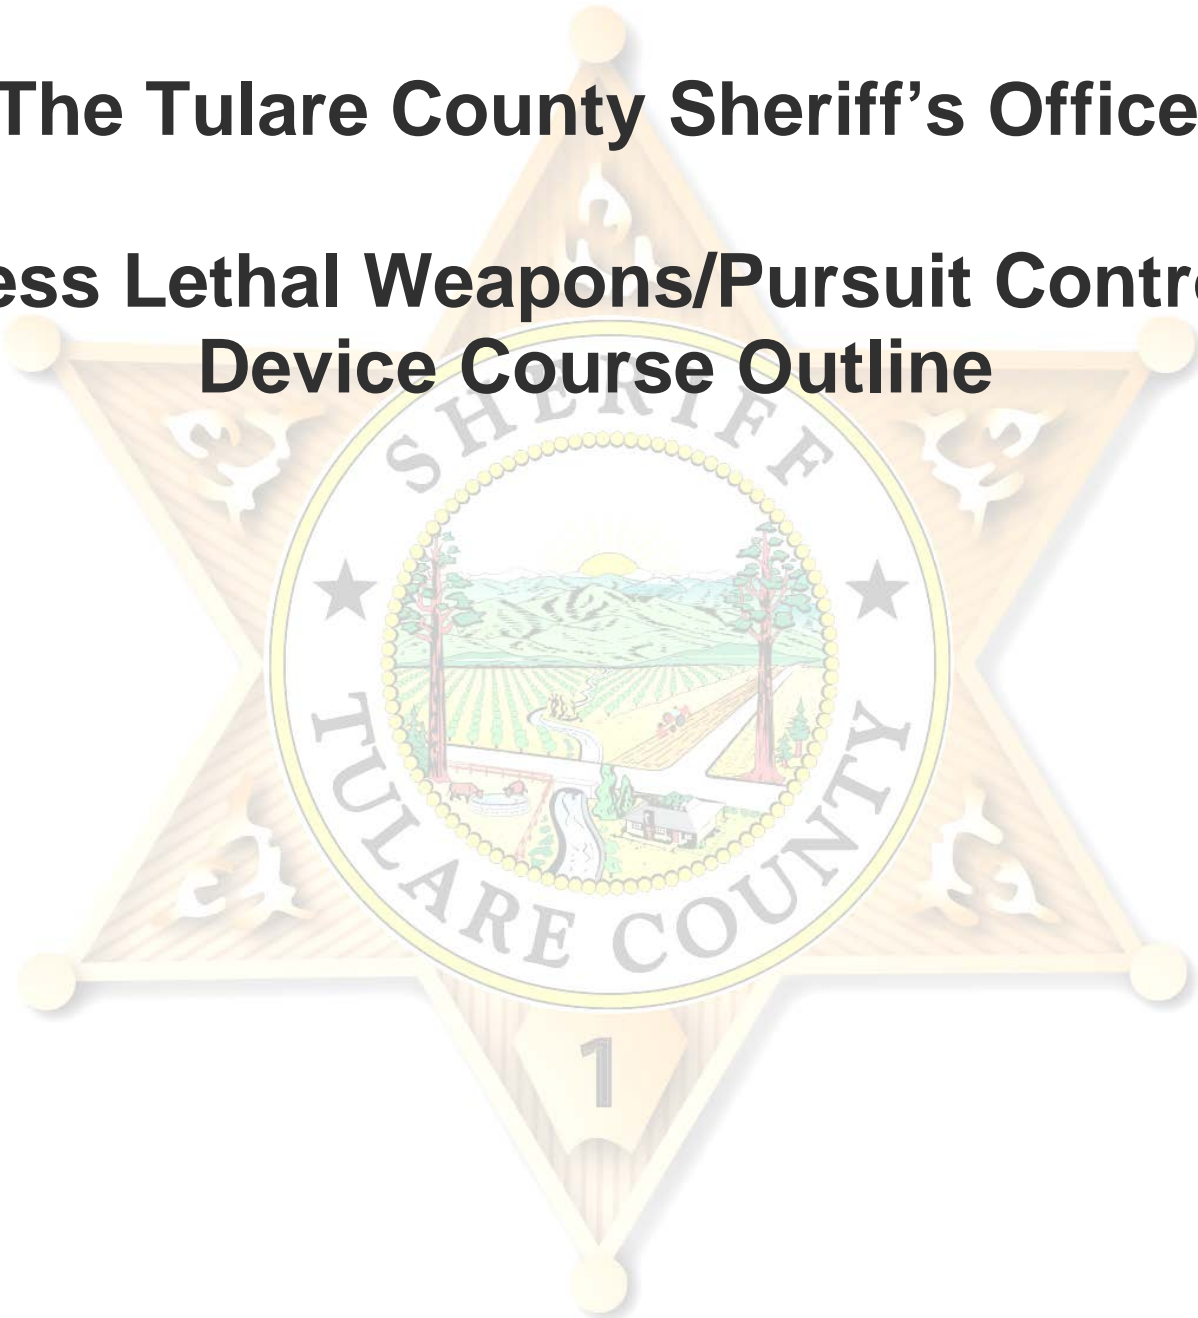 The Tulare County Sheriff's Office
ess Lethal Weapons/Pursuit Contr
Device Course Outline
SHERIFF
TULARE COUNTY
1